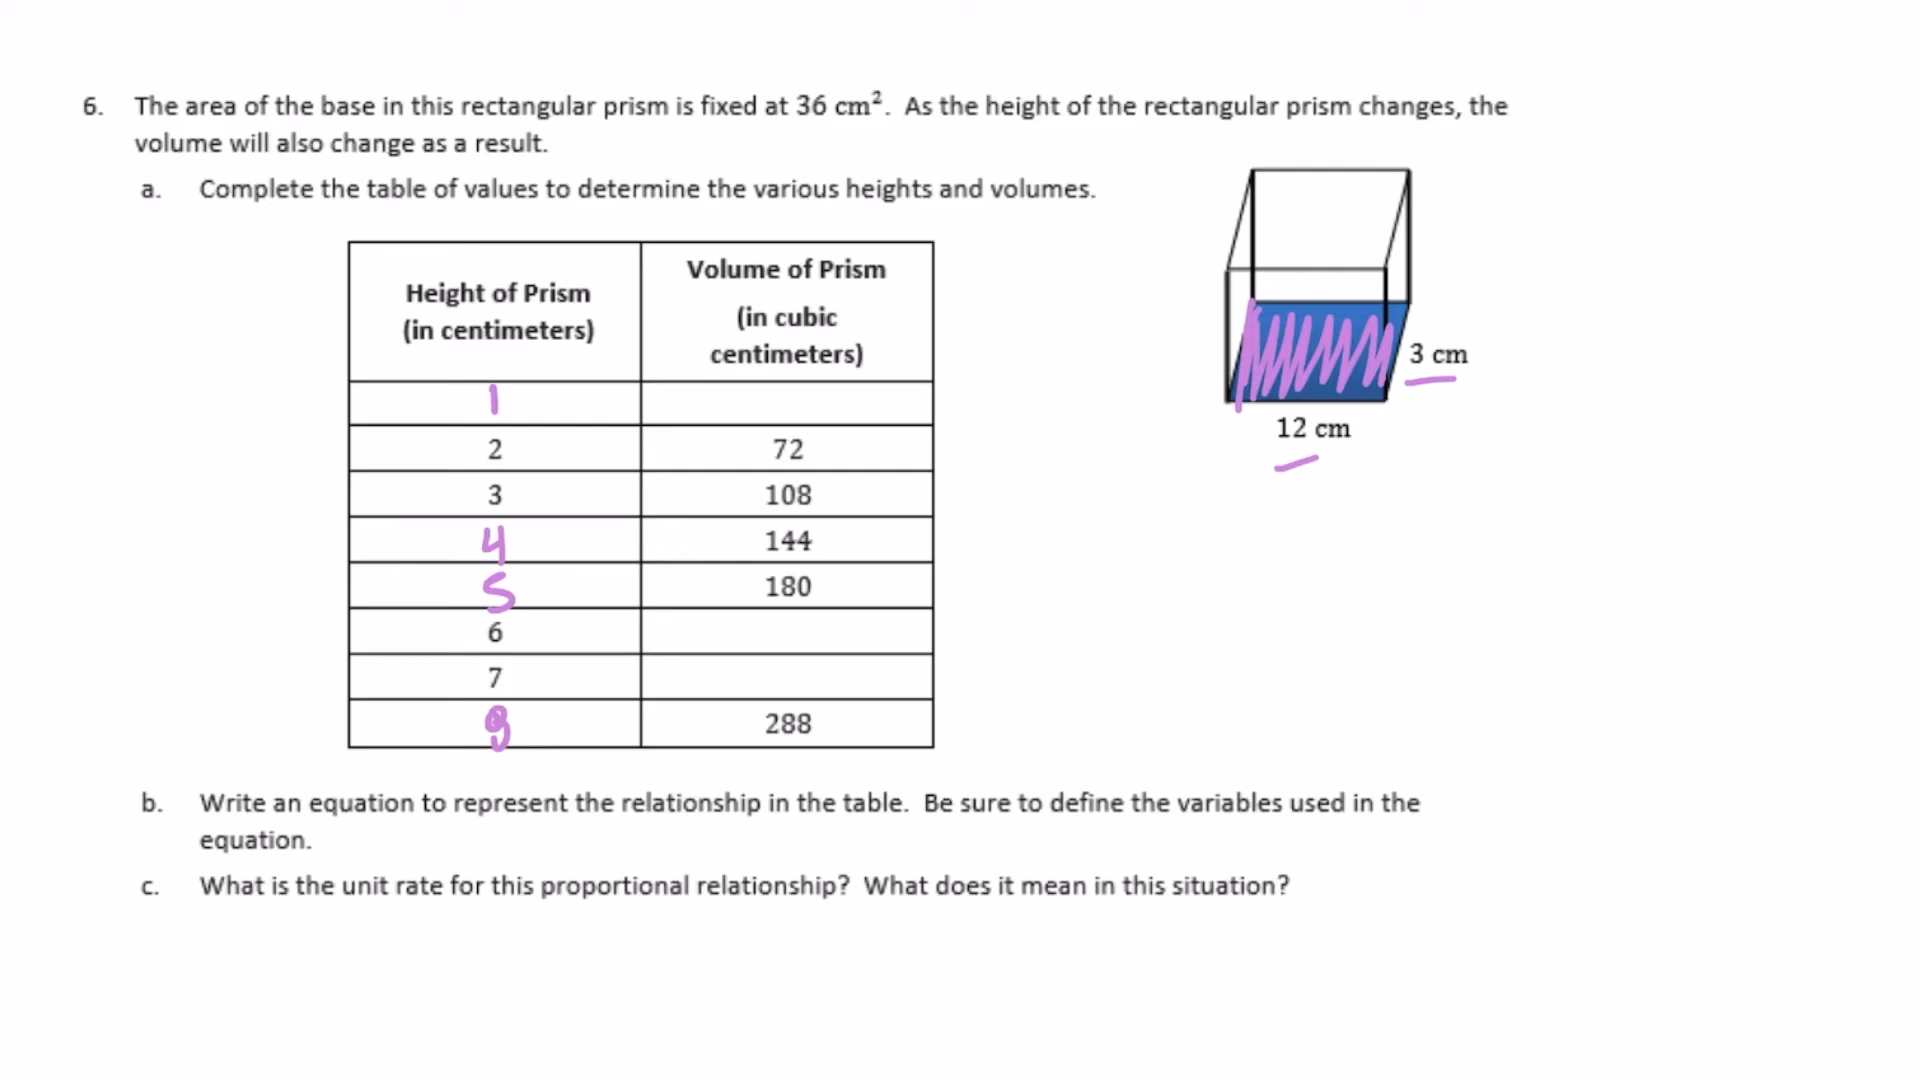 6. The area of the base in this rectangular prism is fixed at 36 cm². As the height of the rectangular prism changes, the
volume will also change as a result.
a. Complete the table of values to determine the various heights and volumes.
Height of Prism
(in centimeters)
Volume of Prism
(in cubic
centimeters)
1
2 72
3 108
4 144
5 180
6
7
8 288
3 cm
12 cm
b. Write an equation to represent the relationship in the table. Be sure to define the variables used in the
equation.
c. What is the unit rate for this proportional relationship? What does it mean in this situation?